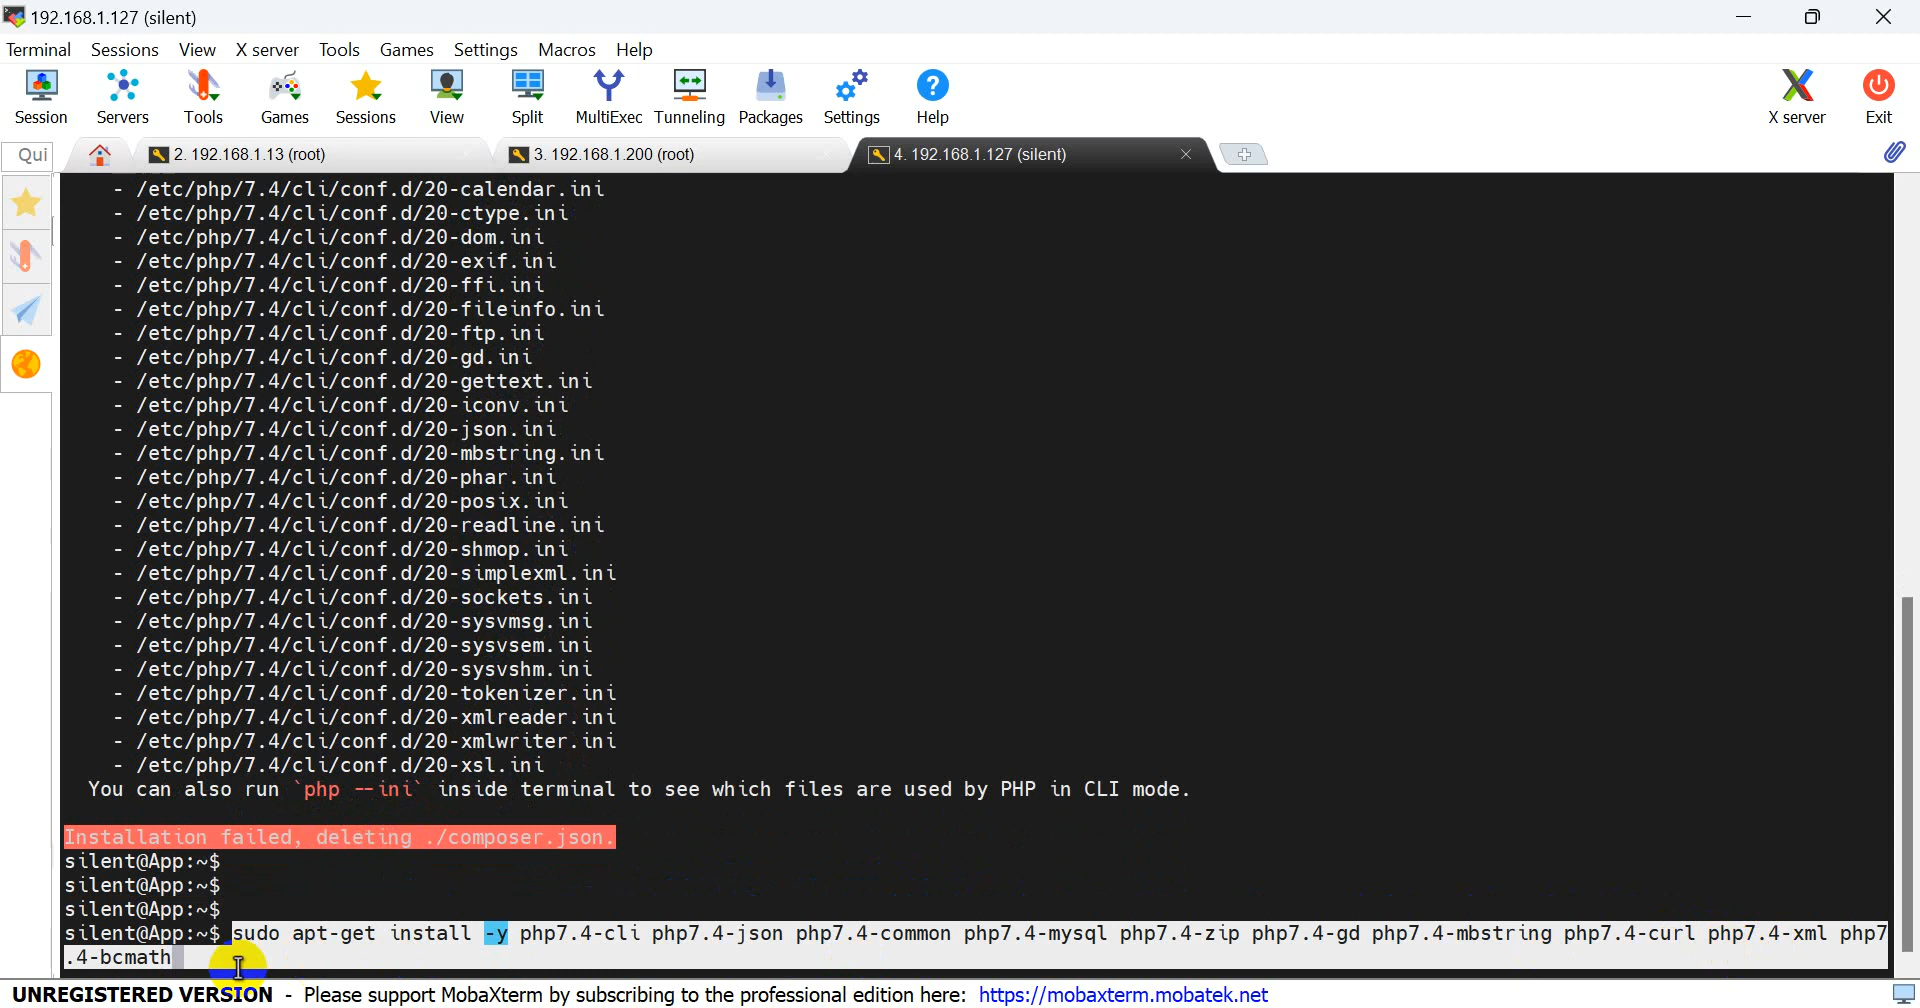 192.168.1.127 (silent)
Terminal Sessions View X server Tools Games Settings Macros Help
Session Servers Tools Games Sessions View Split MultiExec Tunneling Packages Settings Help X server Exit
Qui 2. 192.168.1.13 (root) 3. 192.168.1.200 (root) 4. 192.168.1.127 (silent)
- /etc/php/7.4/cli/conf.d/20-calendar.ini
- /etc/php/7.4/cli/conf.d/20-ctype.ini
- /etc/php/7.4/cli/conf.d/20-dom.ini
- /etc/php/7.4/cli/conf.d/20-exif.ini
- /etc/php/7.4/cli/conf.d/20-ffi.ini
- /etc/php/7.4/cli/conf.d/20-fileinfo.ini
- /etc/php/7.4/cli/conf.d/20-ftp.ini
- /etc/php/7.4/cli/conf.d/20-gd.ini
- /etc/php/7.4/cli/conf.d/20-gettext.ini
- /etc/php/7.4/cli/conf.d/20-iconv.ini
- /etc/php/7.4/cli/conf.d/20-json.ini
- /etc/php/7.4/cli/conf.d/20-mbstring.ini
- /etc/php/7.4/cli/conf.d/20-phar.ini
- /etc/php/7.4/cli/conf.d/20-posix.ini
- /etc/php/7.4/cli/conf.d/20-readline.ini
- /etc/php/7.4/cli/conf.d/20-shmop.ini
- /etc/php/7.4/cli/conf.d/20-simplexml.ini
- /etc/php/7.4/cli/conf.d/20-sockets.ini
- /etc/php/7.4/cli/conf.d/20-sysvmsg.ini
- /etc/php/7.4/cli/conf.d/20-sysvsem.ini
- /etc/php/7.4/cli/conf.d/20-sysvshm.ini
- /etc/php/7.4/cli/conf.d/20-tokenizer.ini
- /etc/php/7.4/cli/conf.d/20-xmlreader.ini
- /etc/php/7.4/cli/conf.d/20-xmlwriter.ini
- /etc/php/7.4/cli/conf.d/20-xsl.ini
You can also run `php --ini` inside terminal to see which files are used by PHP in CLI mode.
Installation failed, deleting ./composer.json.
silent@App:~$
silent@App:~$
silent@App:~$
silent@App:~$ sudo apt-get install -y php7.4-cli php7.4-json php7.4-common php7.4-mysql php7.4-zip php7.4-gd php7.4-mbstring php7.4-curl php7.4-xml php7
.4-bcmath
UNREGISTERED VERSION - Please support MobaXterm by subscribing to the professional edition here: https://mobaxterm.mobatek.net